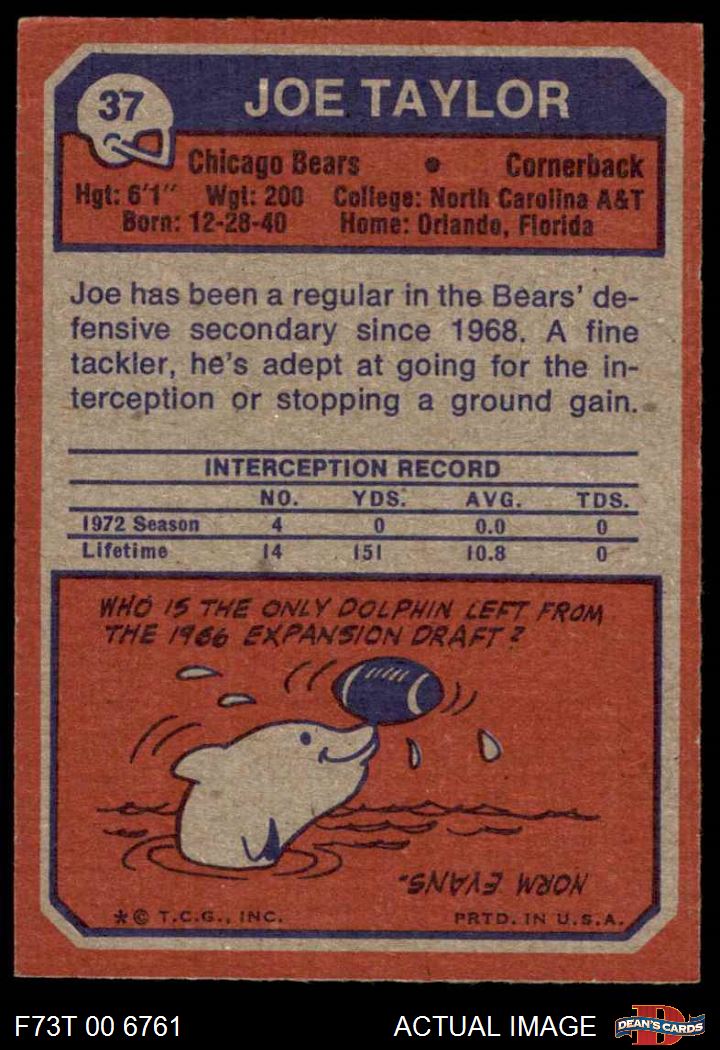 37
JOE TAYLOR
Chicago Bears • Cornerback
Hgt: 6'1" Wgt: 200 College: North Carolina A&T
Born: 12-28-40 Home: Orlando, Florida
Joe has been a regular in the Bears' de-
fensive secondary since 1968. A fine
tackler, he's adept at going for the in-
terception or stopping a ground gain.
INTERCEPTION RECORD
NO. YDS. AVG. TDS.
1972 Season 4 0 0.0 0
Lifetime 14 151 10.8 0
WHO IS THE ONLY DOLPHIN LEFT FROM
THE 1966 EXPANSION DRAFT?
NORM EVANS.
*© T.C.G., INC. PRTD. IN U.S.A.
F73T 00 6761 ACTUAL IMAGE D DEAN'S CARDS